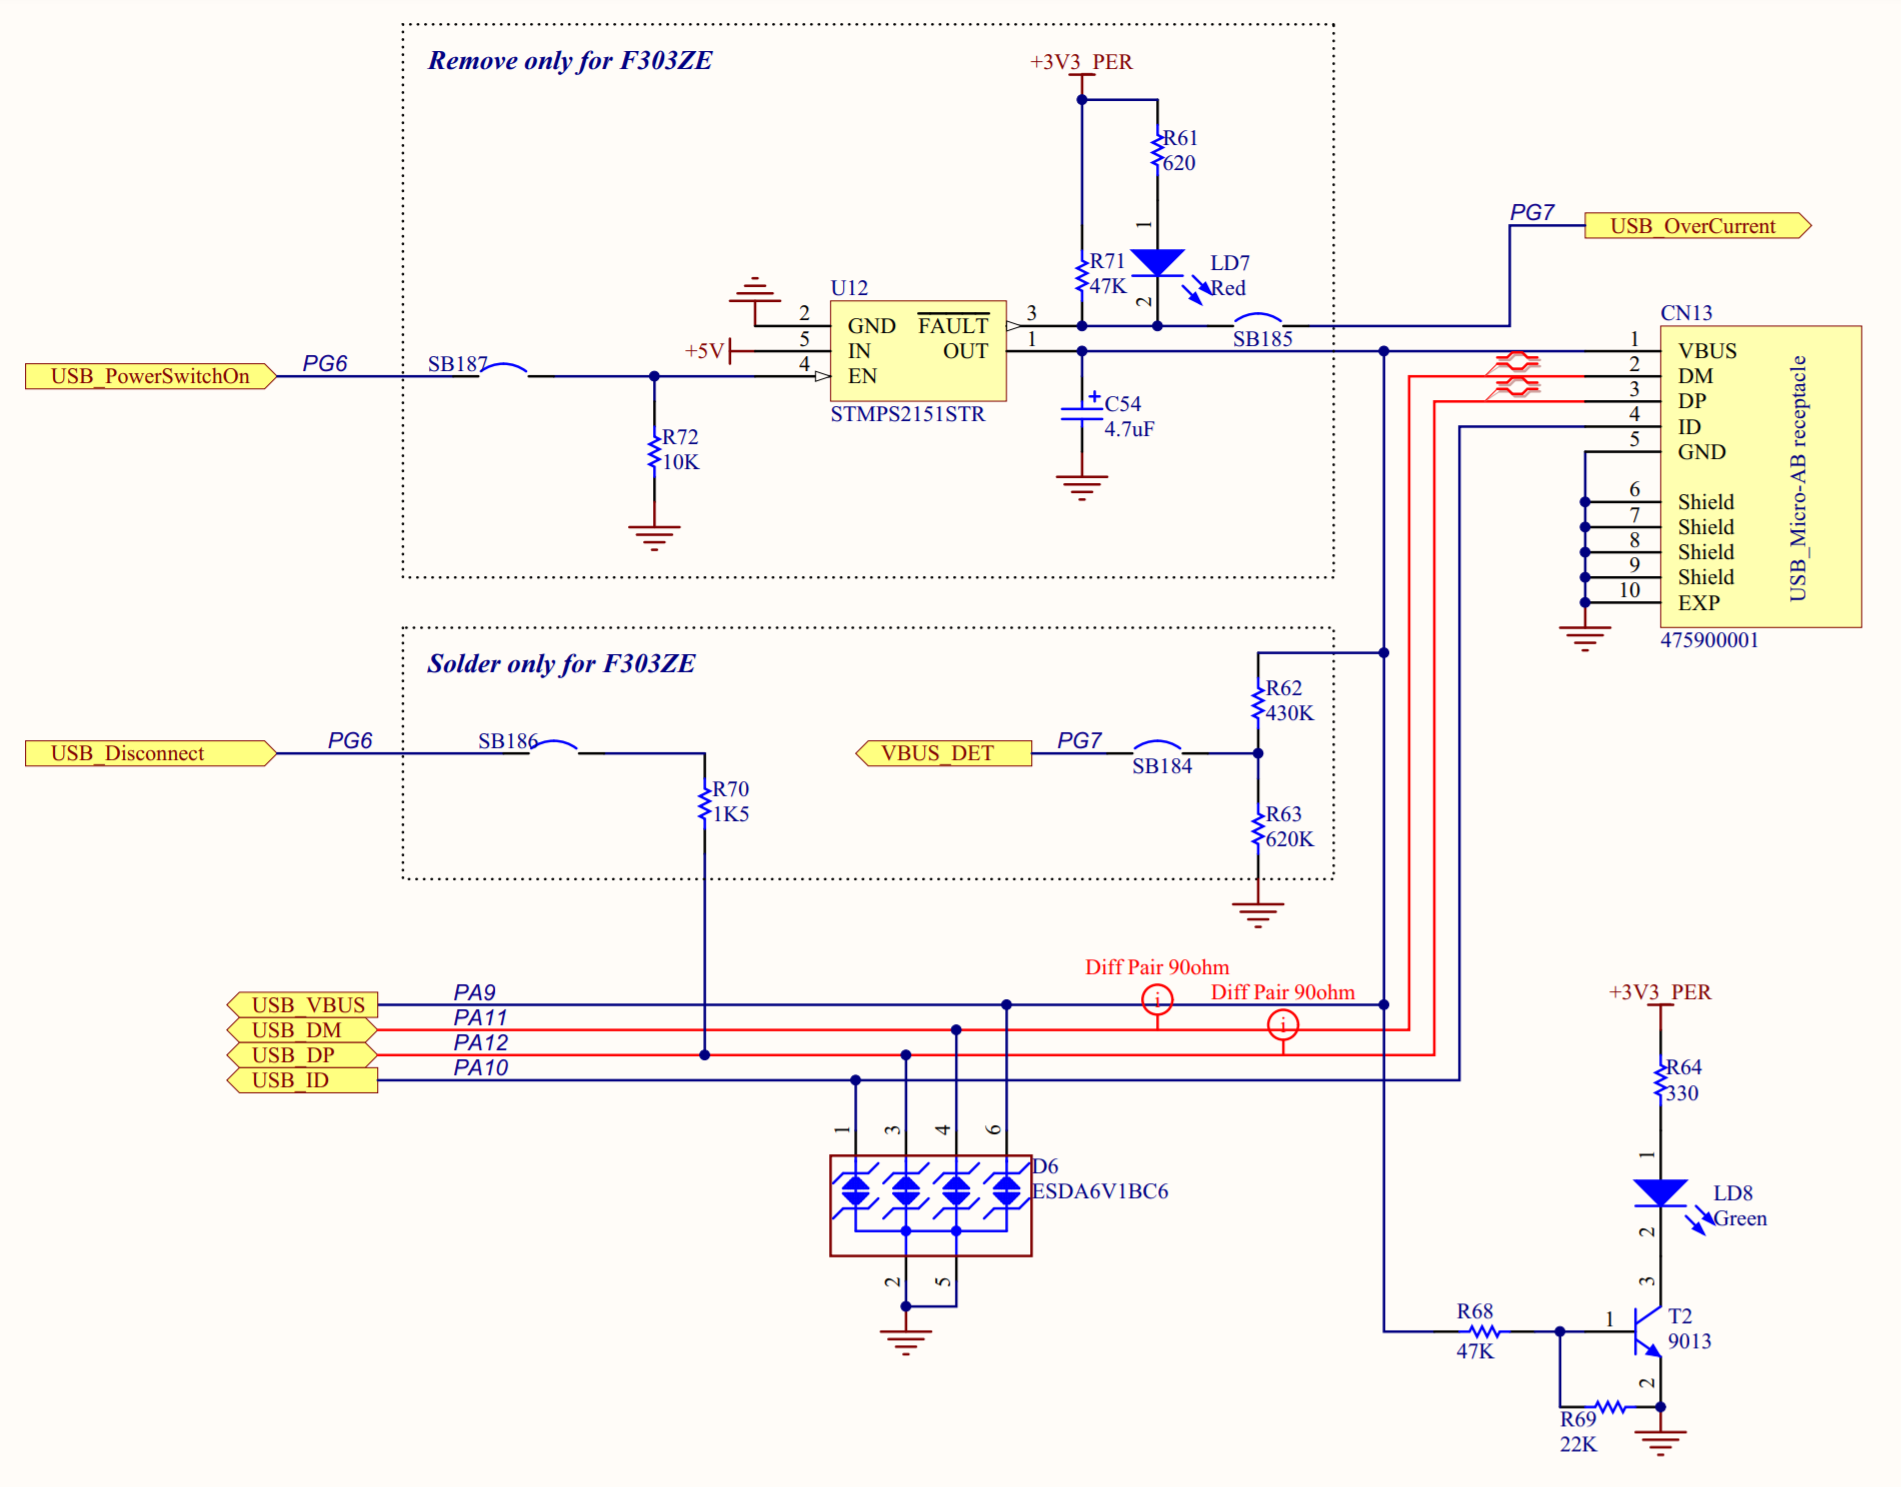 Remove only for F303ZE
+3V3_PER
R61
620
1
PG7
USB_OverCurrent
R71
47K
LD7
Red
2
U12
2
GND
FAULT
3
5
IN
OUT
1
4
EN
+5V
STMPS2151STR
SB185
USB_PowerSwitchOn
PG6
SB187
R72
10K
C54
4.7uF
+
CN13
1
VBUS
2
DM
3
DP
4
ID
5
GND
6
Shield
7
Shield
8
Shield
9
Shield
10
EXP
USB_Micro-AB receptacle
475900001
Solder only for F303ZE
USB_Disconnect
PG6
SB186
R70
1K5
VBUS_DET
PG7
SB184
R62
430K
R63
620K
Diff Pair 90ohm
Diff Pair 90ohm
i
i
USB_VBUS
PA9
USB_DM
PA11
USB_DP
PA12
USB_ID
PA10
1
3
4
6
D6
ESDA6V1BC6
2
5
+3V3_PER
R64
330
1
LD8
Green
2
3
R68
47K
1
T2
9013
2
R69
22K